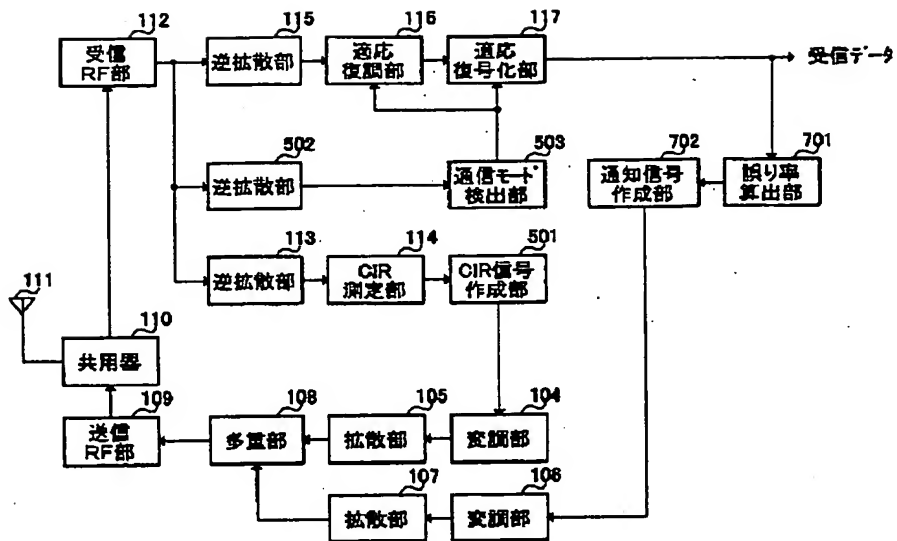 112
受信
RF部
115
逆拡散部
116
適応
復調部
117
適応
復号化部
受信データ
502
逆拡散部
503
通信モード
検出部
702
通知信号
作成部
701
誤り率
算出部
113
逆拡散部
114
CIR
測定部
501
CIR信号
作成部
111
110
共用器
109
送信
RF部
108
多重部
105
拡散部
104
変調部
107
拡散部
106
変調部